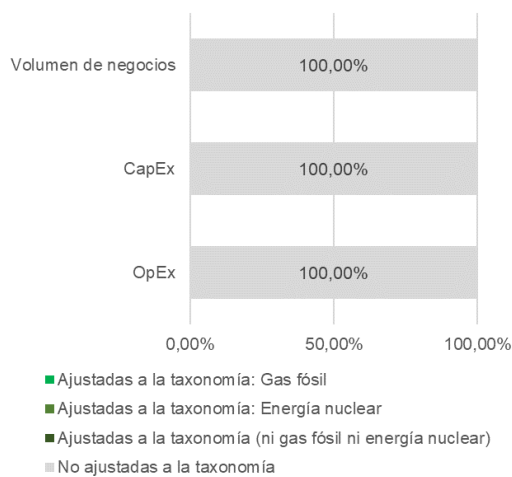 Volumen de negocios
100,00%
CapEx
100,00%
OpEx
100,00%
0,00% 50,00% 100,00%
Ajustadas a la taxonomía: Gas fósil
Ajustadas a la taxonomía: Energía nuclear
Ajustadas a la taxonomía (ni gas fósil ni energía nuclear)
No ajustadas a la taxonomía